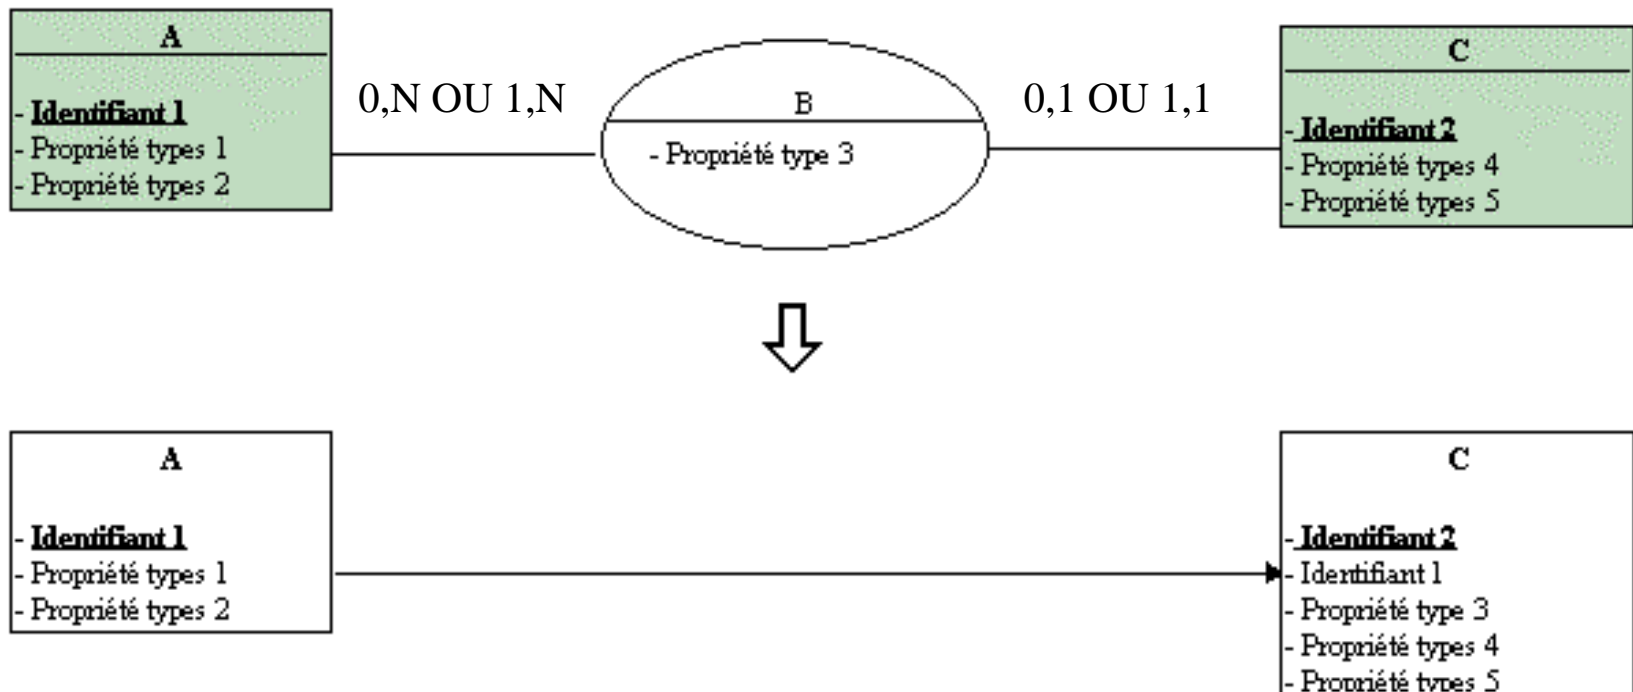 A
- Identifiant 1
- Propriété types 1
- Propriété types 2
0,N OU 1,N
B
- Propriété type 3
0,1 OU 1,1
C
- Identifiant 2
- Propriété types 4
- Propriété types 5
A
- Identifiant 1
- Propriété types 1
- Propriété types 2
C
- Identifiant 2
- Identifiant 1
- Propriété type 3
- Propriété types 4
- Propriété types 5